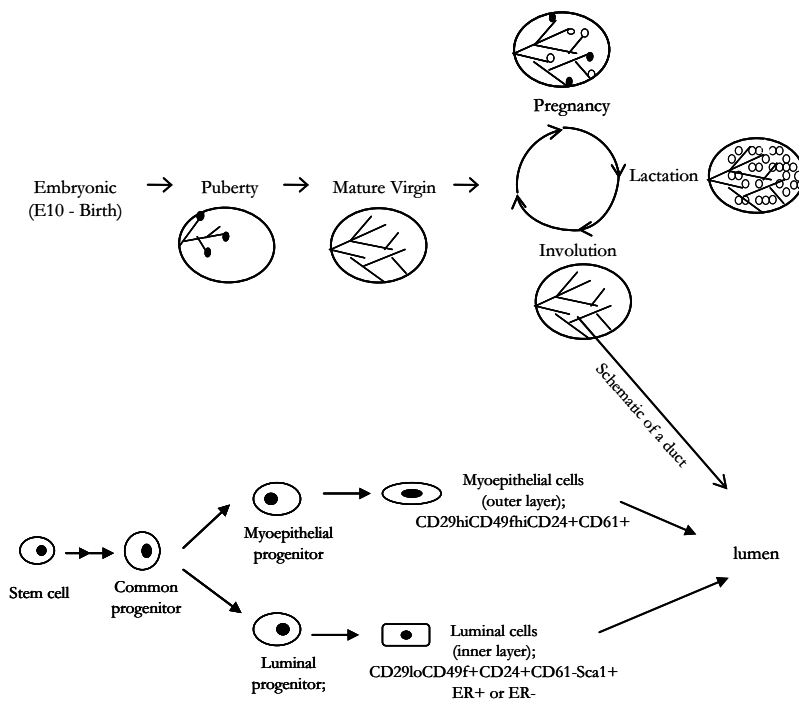 Pregnancy
Embryonic
(E10 - Birth)
Puberty
Mature Virgin
Lactation
Involution
Schematic of a duct
Myoepithelial cells
(outer layer);
CD29hiCD49fhiCD24+CD61+
Myoepithelial
progenitor
lumen
Stem cell
Common
progenitor
Luminal cells
(inner layer);
CD29loCD49f+CD24+CD61-Sca1+
ER+ or ER-
Luminal
progenitor;